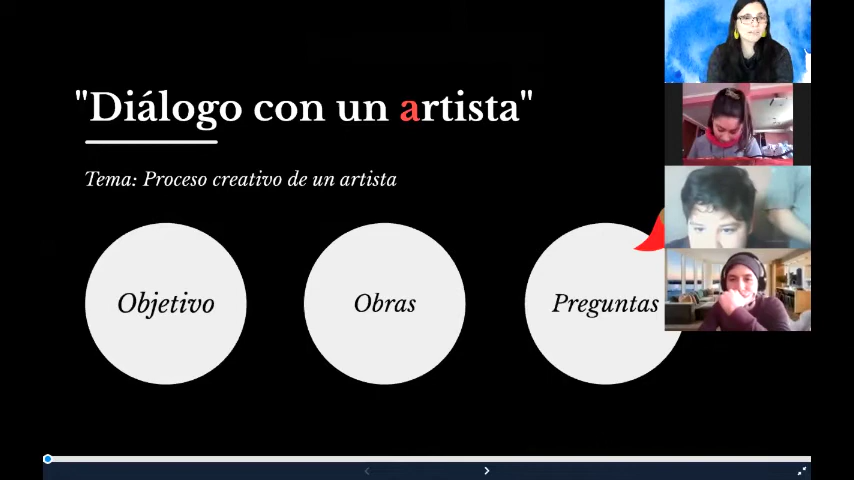 "Diálogo con un artista"
Tema: Proceso creativo de un artista
Objetivo
Obras
Preguntas